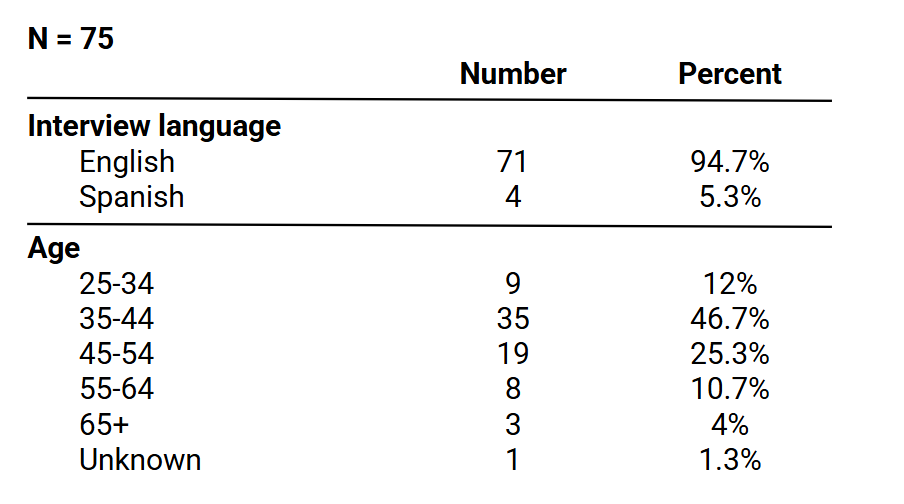 N = 75
Number Percent
Interview language
English 71 94.7%
Spanish 4 5.3%
Age
25-34 9 12%
35-44 35 46.7%
45-54 19 25.3%
55-64 8 10.7%
65+ 3 4%
Unknown 1 1.3%